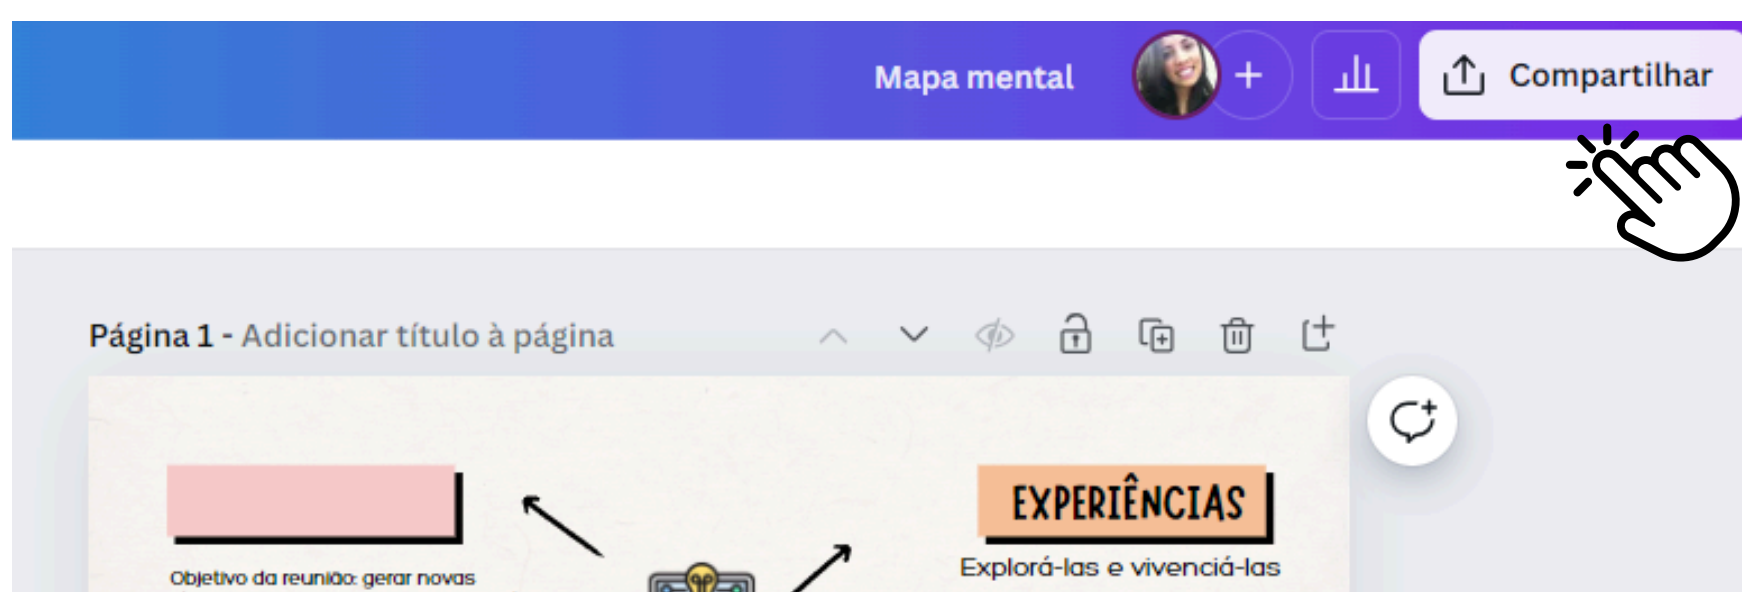 Mapa mental
Compartilhar
Página 1 - Adicionar título à página
EXPERIÊNCIAS
Objetivo da reunião: gerar novas
Explorá-las e vivenciá-las